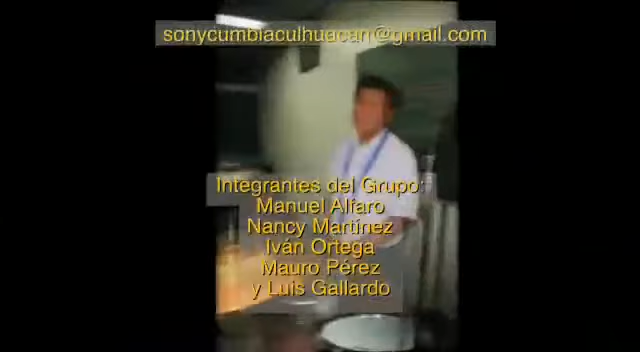 sonycumbiaculhuacan@gmail.com
Integrantes del Grupo:
Manuel Alfaro
Nancy Martínez
Iván Ortega
Mauro Pérez
y Luis Gallardo